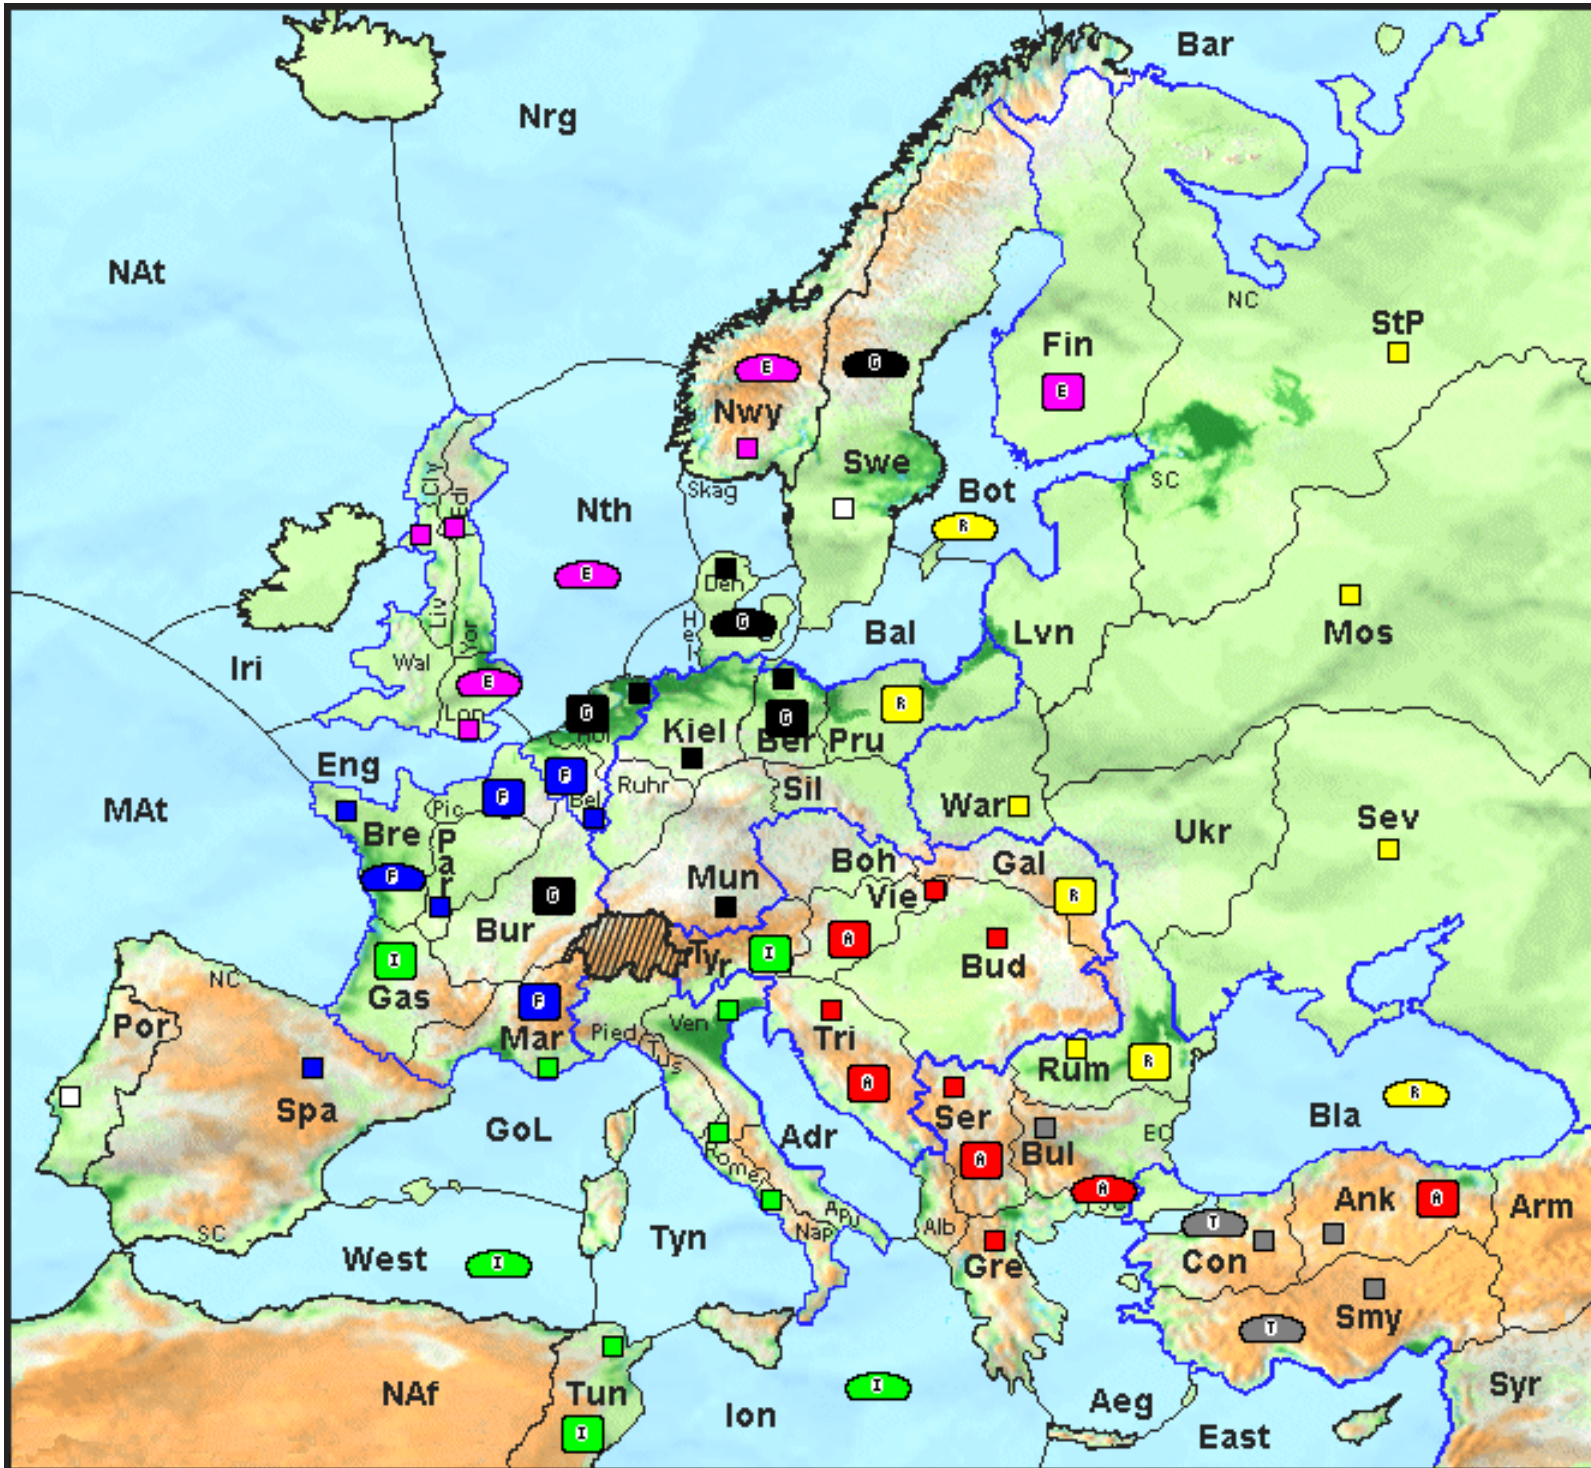 Bar
Nrg
NAt
NC
StP
Fin
E
G
E
Nwy
Swe
Cly
Edi
Skag
Bot
SC
Nth
R
E
Den
Hel
G
Liv
Yor
Bal
Lvn
Mos
Iri
Wal
E
Lon
G
Hol
Kiel
G
Ber
R
Pru
Eng
F
Bel
Ruhr
Sil
War
MAt
F
Pic
Bre
Par
Ukr
Sev
F
G
Mun
Boh
Vie
Gal
R
Bur
I
Tyr
I
A
Bud
NC
Gas
F
Mar
Por
Pied
Ven
Tus
Tri
Rum
R
A
Spa
GoL
Ser
Bla
R
Adr
Bul
EC
Rome
A
A
SC
Tyn
Nap
Apu
Alb
Gre
T
Con
Ank
A
Arm
West
I
Smy
T
NAf
Tun
I
Ion
I
Aeg
East
Syr